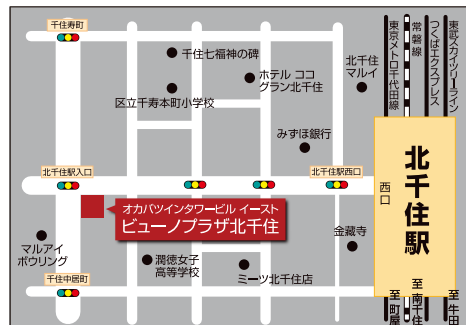 千住寿町
千住七福神の碑
区立千寿本町小学校
ホテル ココ
グラン北千住
北千住
マルイ
東京メトロ千代田線
常磐線
つくばエクスプレス
東武スカイツリーライン
みずほ銀行
北千住駅入口
北千住駅西口
西口
北千住駅
オカバツインタワービル イースト
ビューノプラザ北千住
マルアイ
ボウリング
潤徳女子
高等学校
金蔵寺
ミーツ北千住店
千住中居町
至町屋
至南千住
至牛田